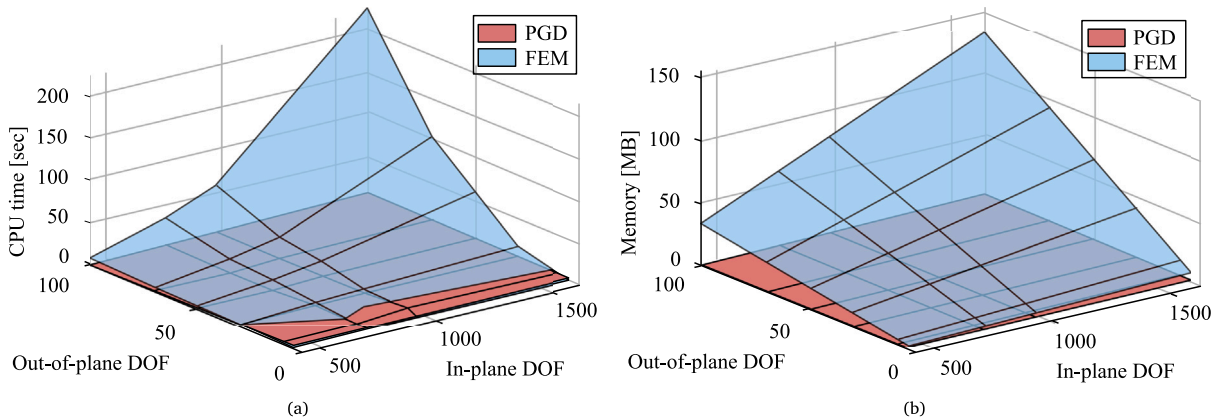 PGD
FEM
CPU time [sec]
200
150
100
50
0
100
50
0
Out-of-plane DOF
500
1000
1500
In-plane DOF
(a)
PGD
FEM
Memory [MB]
150
100
50
0
100
50
0
Out-of-plane DOF
500
1000
1500
In-plane DOF
(b)